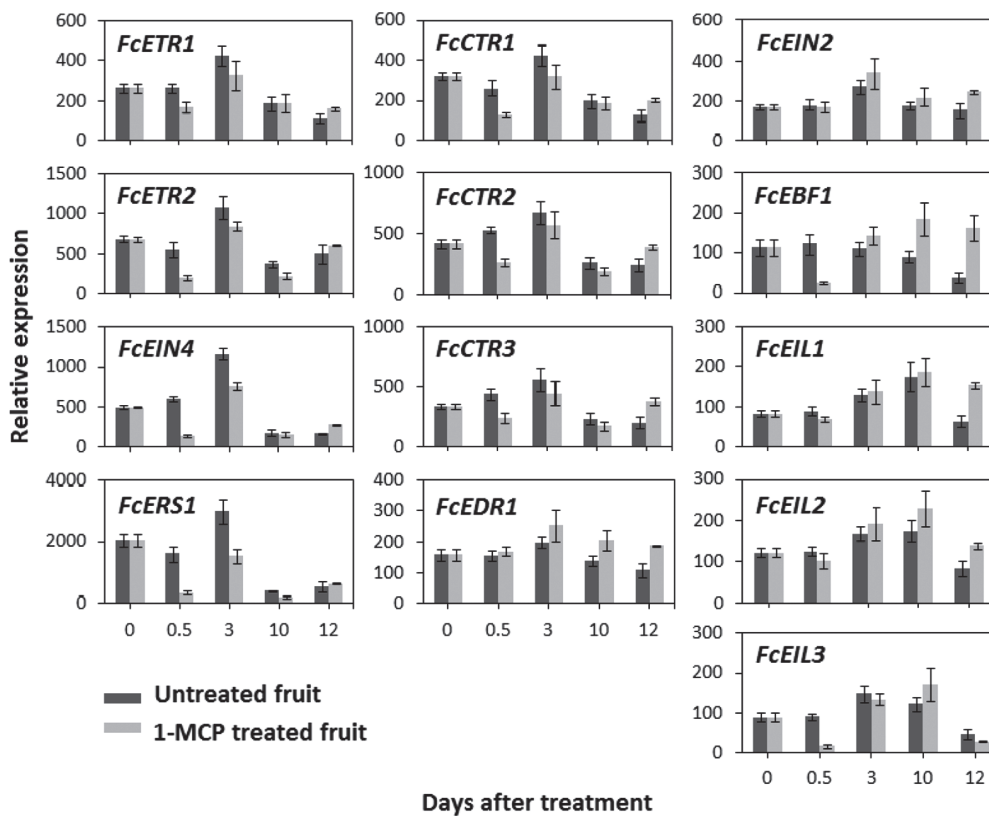 Relative expression
FcETR1
600
400
200
0
FcCTR1
600
400
200
0
FcEIN2
600
400
200
0
FcETR2
1500
1000
500
0
FcCTR2
1000
500
0
FcEBF1
300
200
100
0
FcEIN4
1500
1000
500
0
FcCTR3
1000
500
0
FcEIL1
300
200
100
0
FcERS1
4000
2000
0
0 0.5 3 10 12
FcEDR1
400
300
200
100
0
0 0.5 3 10 12
FcEIL2
300
200
100
0
FcEIL3
300
200
100
0
0 0.5 3 10 12
Untreated fruit
1-MCP treated fruit
Days after treatment